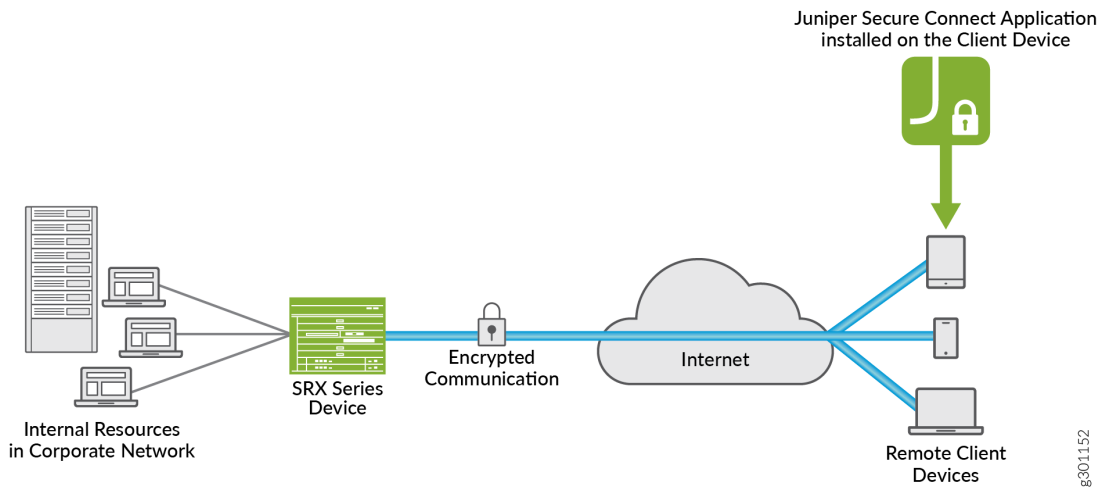 Juniper Secure Connect Application
installed on the Client Device
Encrypted
Communication
Internet
SRX Series
Device
Internal Resources
in Corporate Network
Remote Client
Devices
g301152